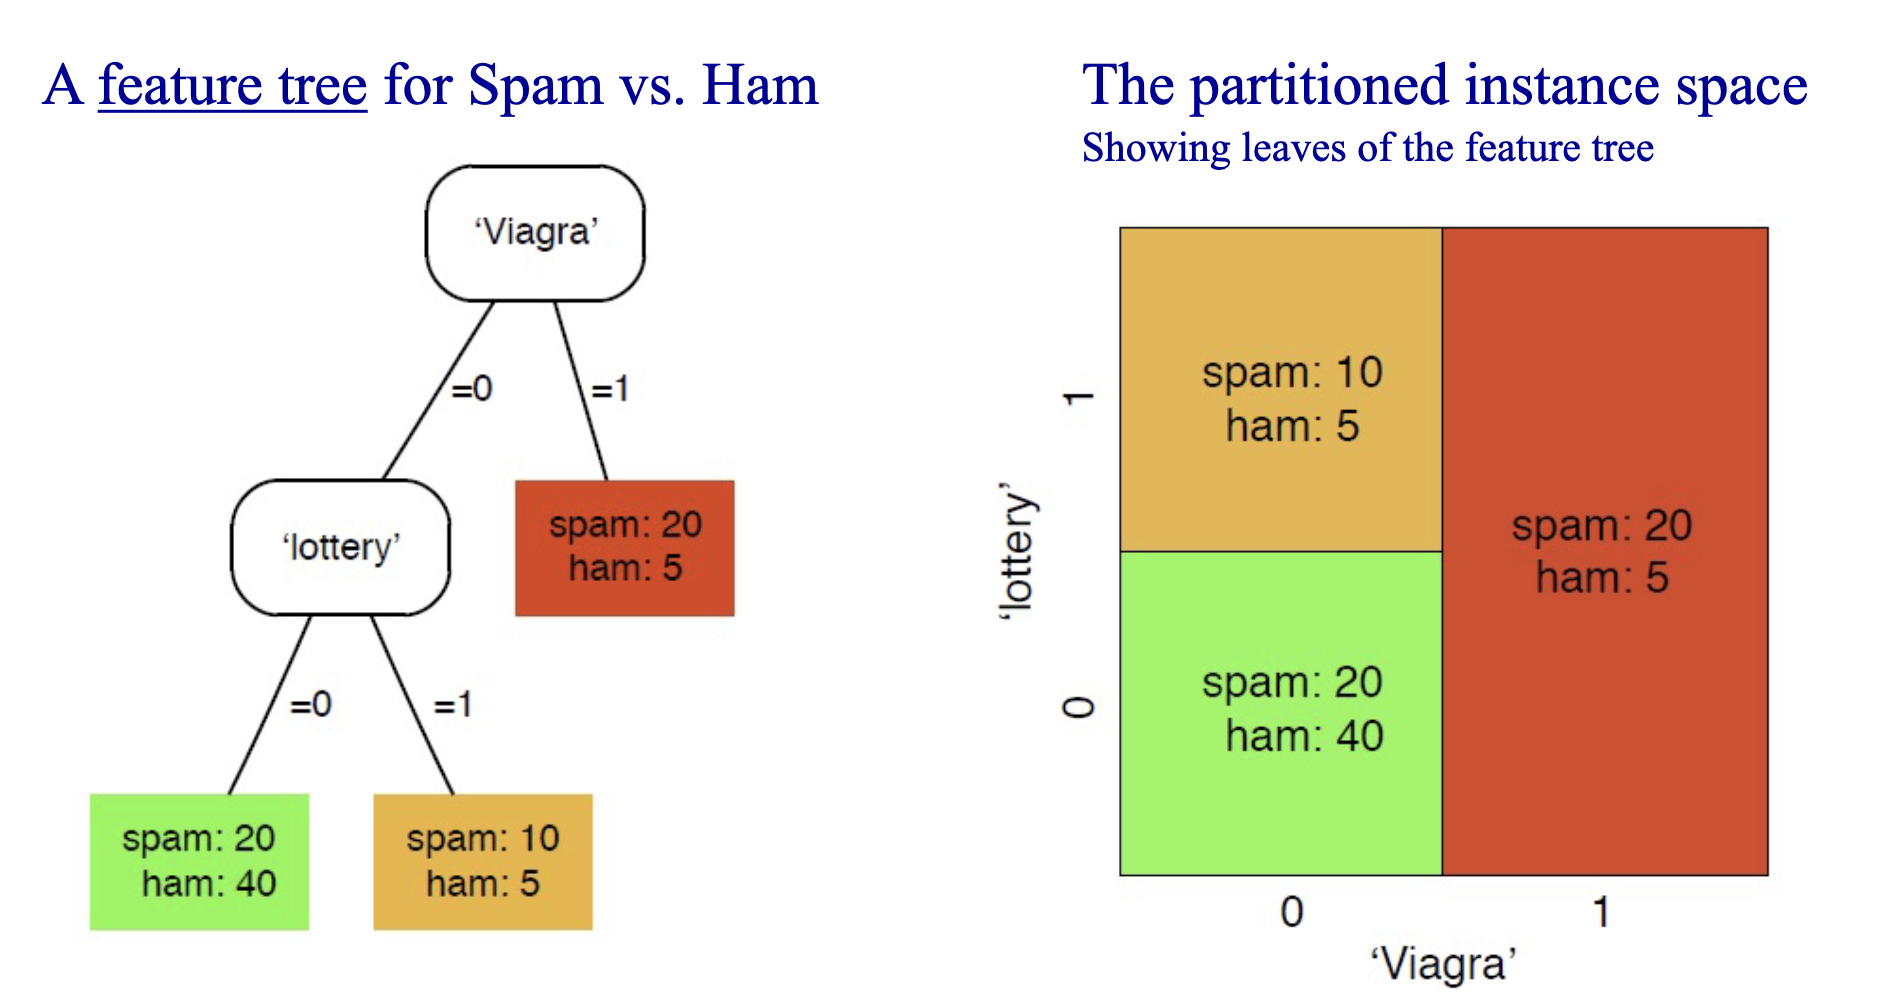 A feature tree for Spam vs. Ham
‘Viagra’
=0
=1
‘lottery’
spam: 20
ham: 5
=0
=1
spam: 20
ham: 40
spam: 10
ham: 5
The partitioned instance space
Showing leaves of the feature tree
‘lottery’
1
0
spam: 10
ham: 5
spam: 20
ham: 5
spam: 20
ham: 40
0
1
‘Viagra’